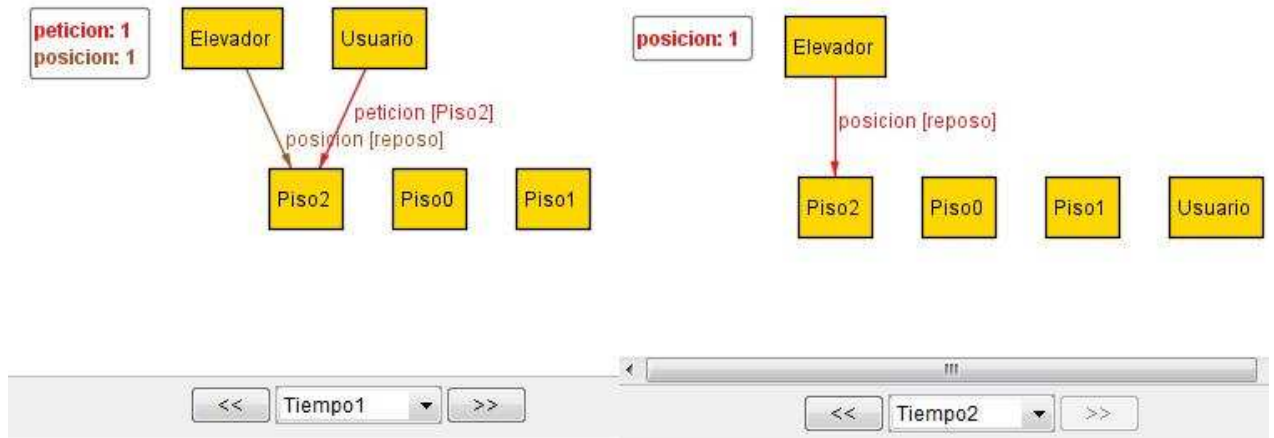 peticion: 1
posicion: 1
Elevador
Usuario
peticion [Piso2]
posicion [reposo]
Piso2
Piso0
Piso1
<<
Tiempo1
>>
posicion: 1
Elevador
posicion [reposo]
Piso2
Piso0
Piso1
Usuario
<<
Tiempo2
>>